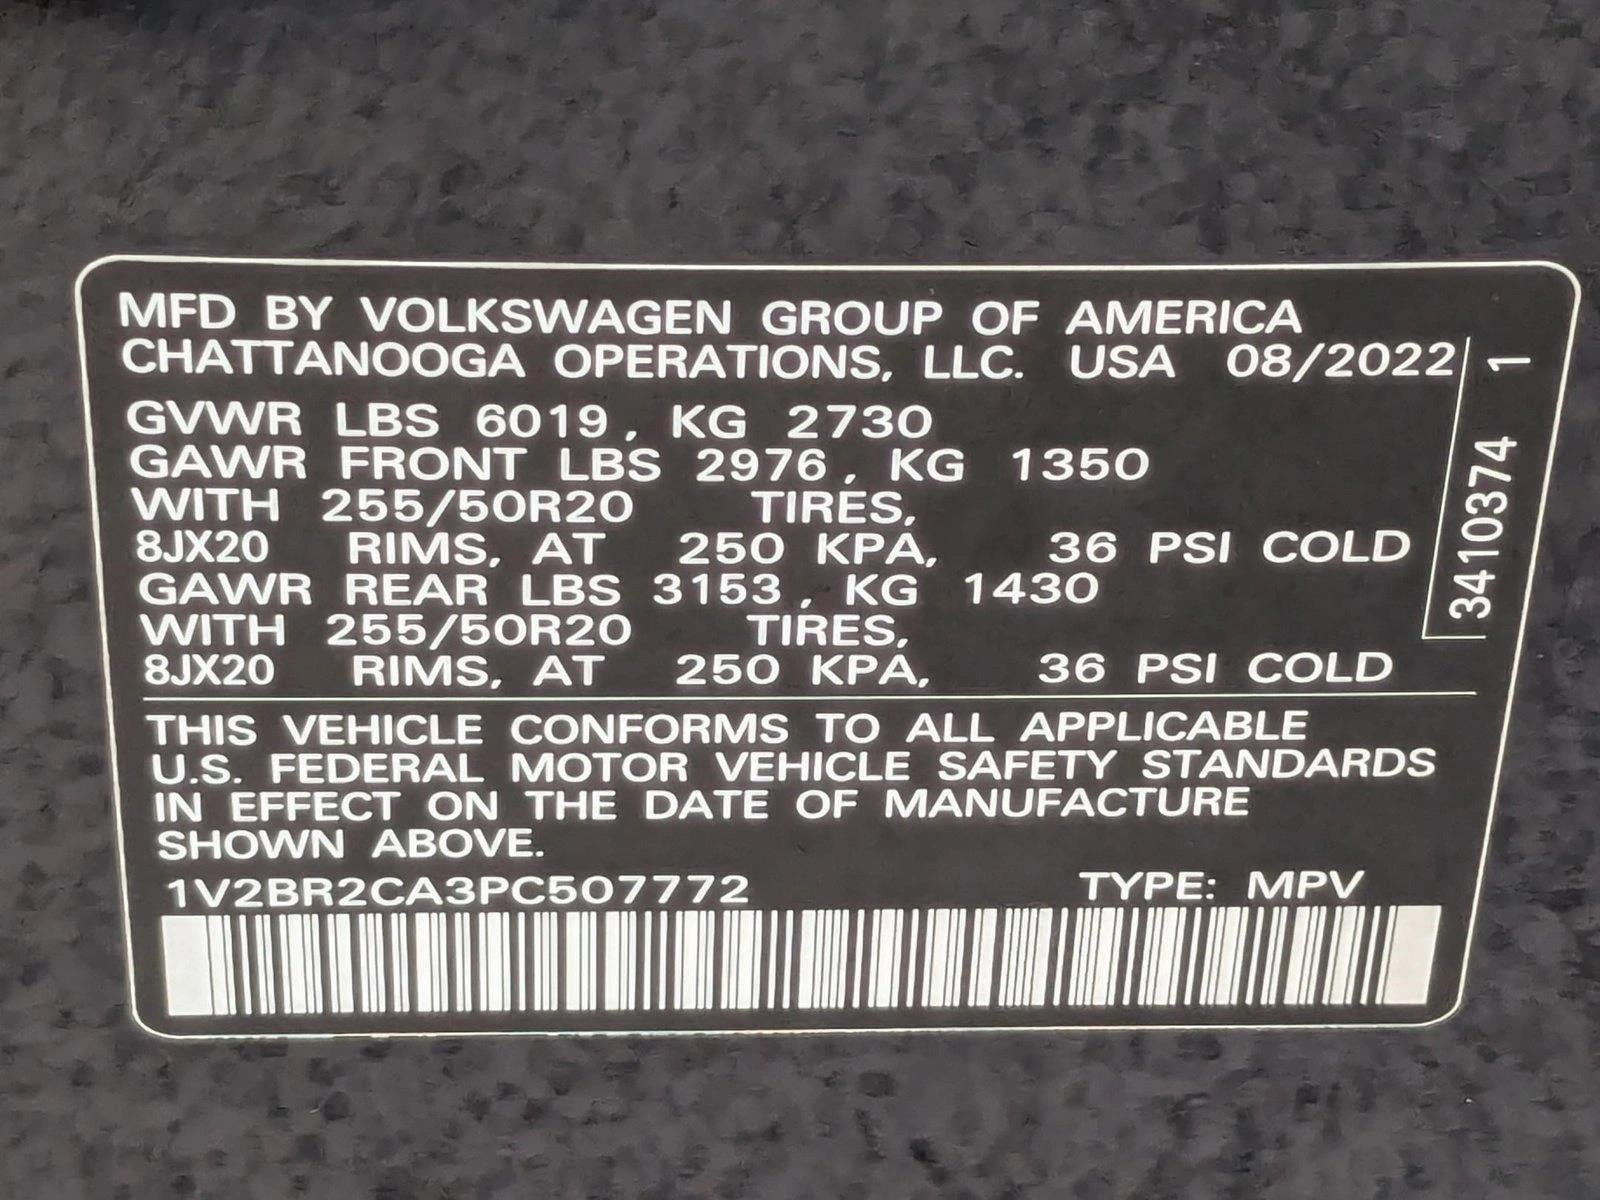 MFD BY VOLKSWAGEN GROUP OF AMERICA
CHATTANOOGA OPERATIONS, LLC. USA 08/2022
GVWR LBS 6019, KG 2730
GAWR FRONT LBS 2976, KG 1350
WITH 255/50R20 TIRES,
8JX20 RIMS, AT 250 KPA, 36 PSI COLD
GAWR REAR LBS 3153, KG 1430
WITH 255/50R20 TIRES,
8JX20 RIMS, AT 250 KPA, 36 PSI COLD
3410374 1
THIS VEHICLE CONFORMS TO ALL APPLICABLE
U.S. FEDERAL MOTOR VEHICLE SAFETY STANDARDS
IN EFFECT ON THE DATE OF MANUFACTURE
SHOWN ABOVE.
1V2BR2CA3PC507772 TYPE: MPV